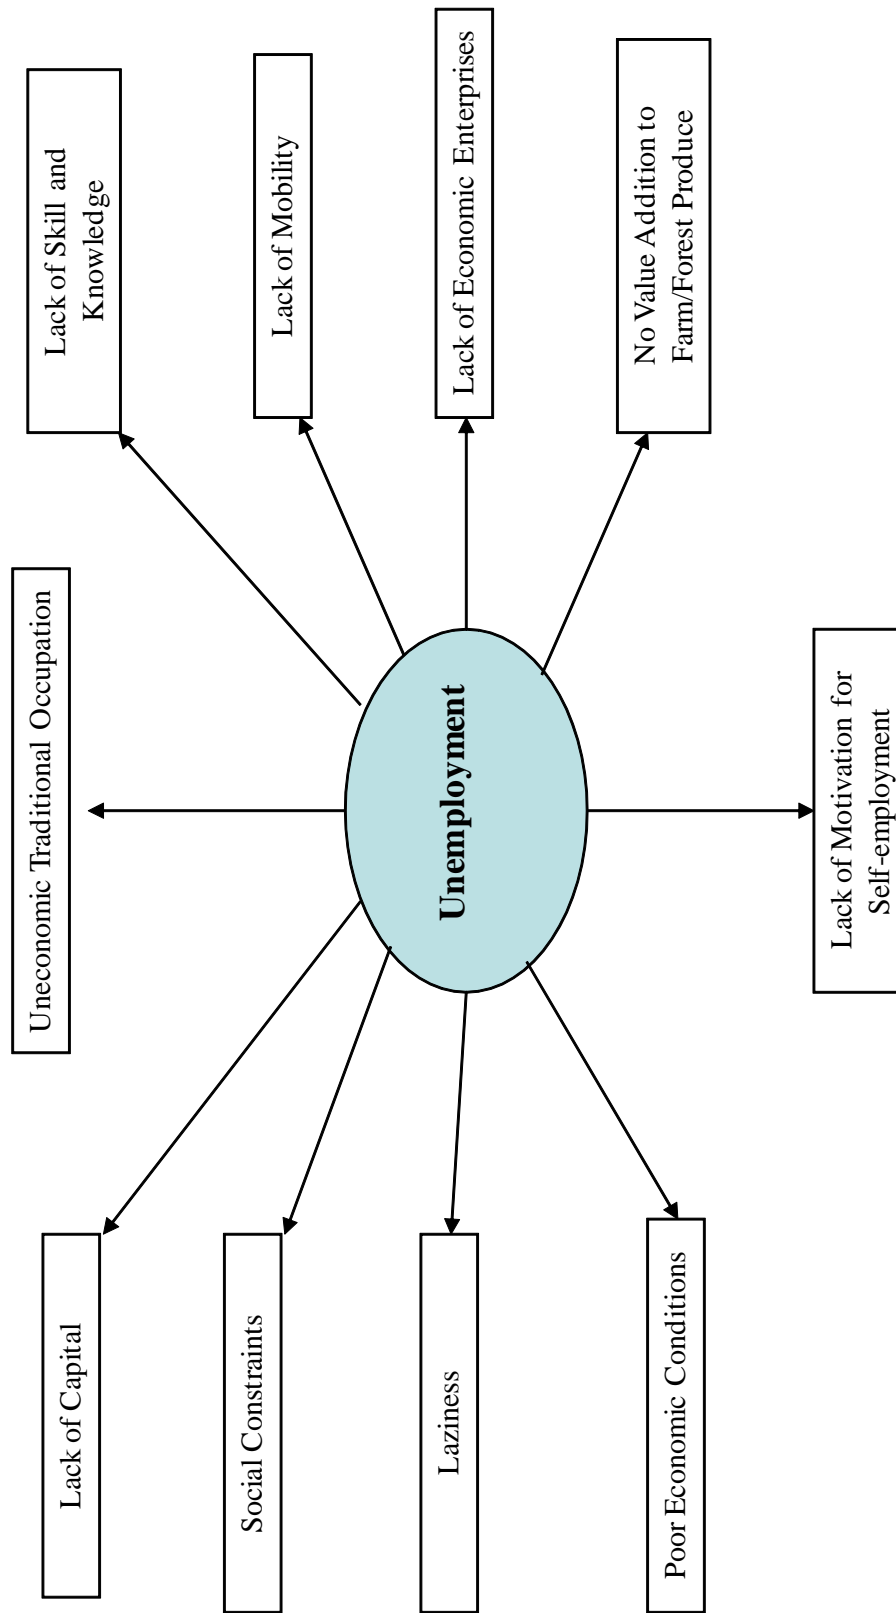 Uneconomic Traditional Occupation
Lack of Capital
Lack of Skill and
Knowledge
Social Constraints
Lack of Mobility
Unemployment
Laziness
Lack of Economic Enterprises
Poor Economic Conditions
No Value Addition to
Farm/Forest Produce
Lack of Motivation for
Self-employment